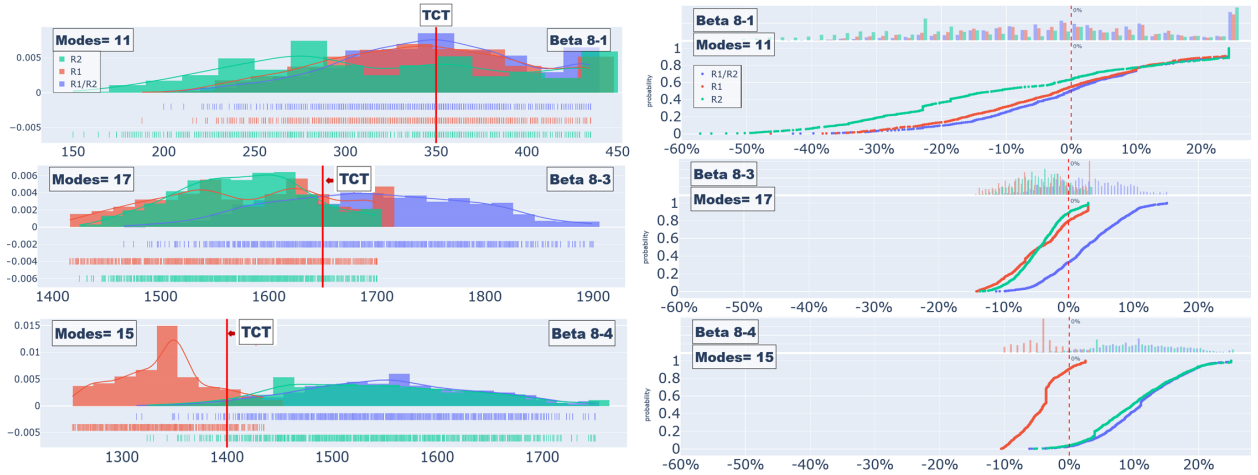 TCT
Modes= 11
Beta 8-1
R2
R1
R1/R2
0.005
0
−0.005
150 200 250 300 350 400 450
Modes= 17
TCT
Beta 8-3
0.006
0.004
0.002
0
−0.002
−0.004
−0.006
1400 1500 1600 1700 1800 1900
Modes= 15
TCT
Beta 8-4
0.015
0.01
0.005
0
−0.005
1300 1400 1500 1600 1700
Beta 8-1
0%
Modes= 11
0%
R1/R2
R1
R2
probability
1
0.8
0.6
0.4
0.2
0
-60% -50% -40% -30% -20% -10% 0% 10% 20%
Beta 8-3
0%
Modes= 17
0%
probability
1
0.8
0.6
0.4
0.2
0
-60% -50% -40% -30% -20% -10% 0% 10% 20%
Beta 8-4
0%
Modes= 15
0%
probability
1
0.8
0.6
0.4
0.2
0
-60% -50% -40% -30% -20% -10% 0% 10% 20%